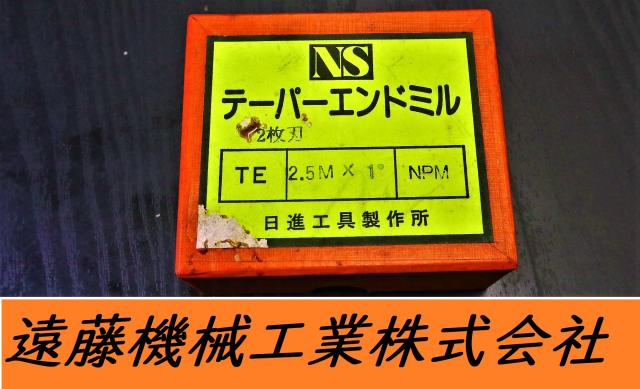 NS
テーパーエンドミル
2枚刃
TE 2.5M × 1° NPM
日進工具製作所
遠藤機械工業株式会社